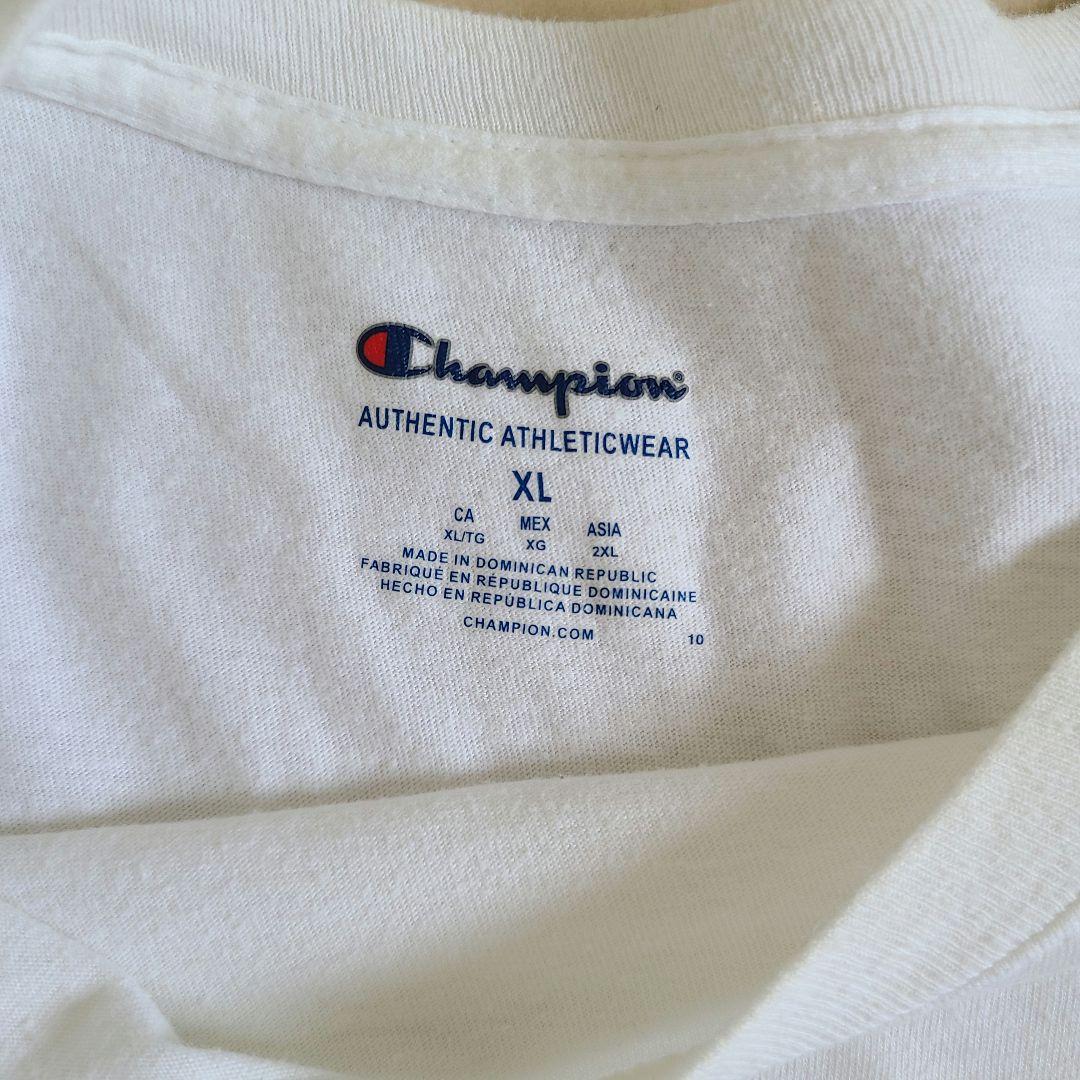 Champion®
AUTHENTIC ATHLETICWEAR
XL
CA MEX ASIA
XL/TG XG 2XL
MADE IN DOMINICAN REPUBLIC
FABRIQUÉ EN RÉPUBLIQUE DOMINICAINE
HECHO EN REPÚBLICA DOMINICANA
CHAMPION.COM 10